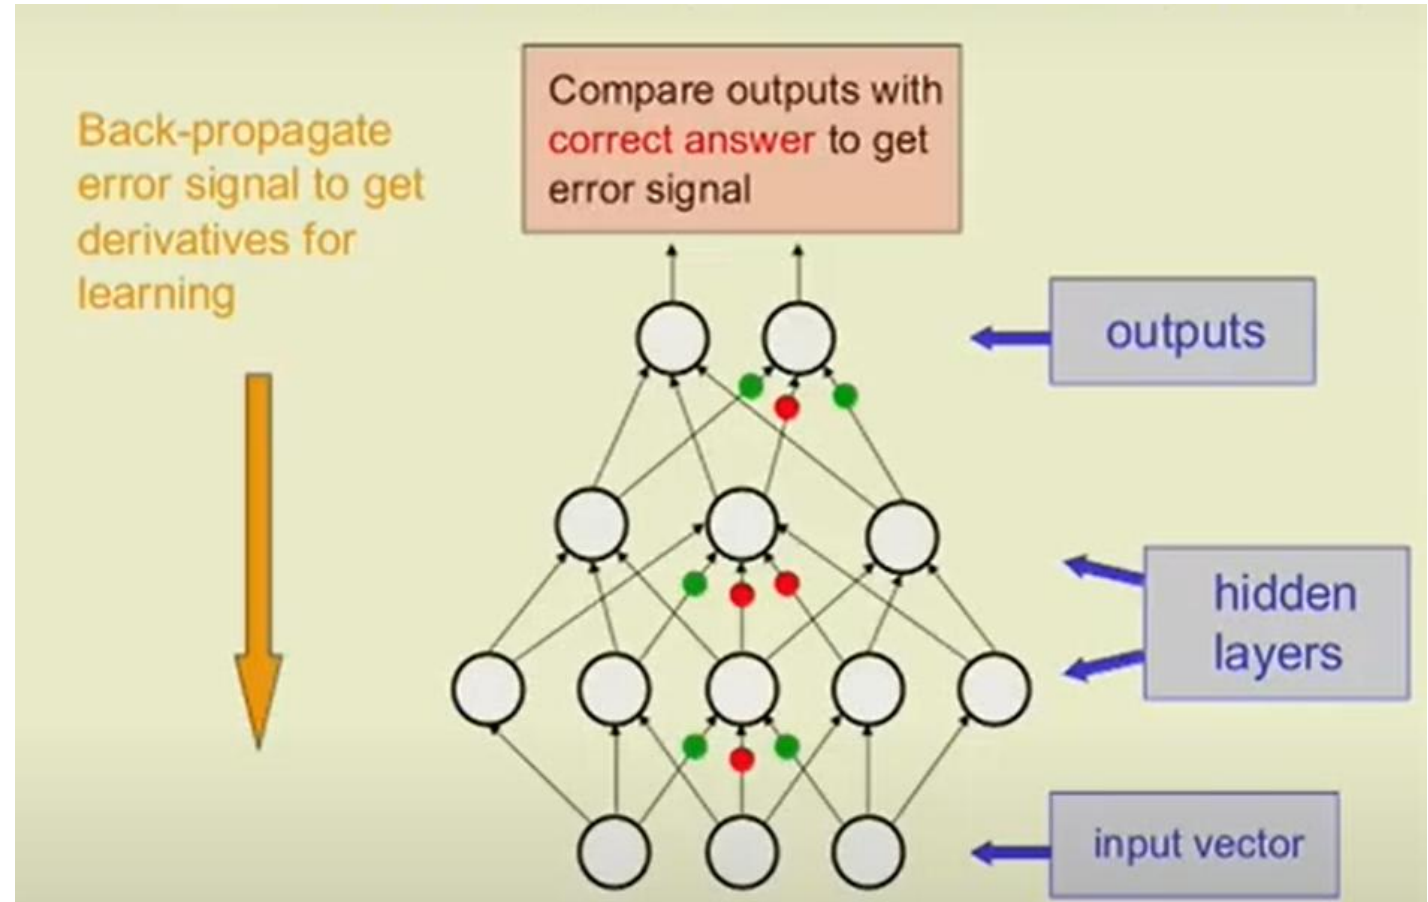 Back-propagate
error signal to get
derivatives for
learning
Compare outputs with
correct answer to get
error signal
outputs
hidden
layers
input vector